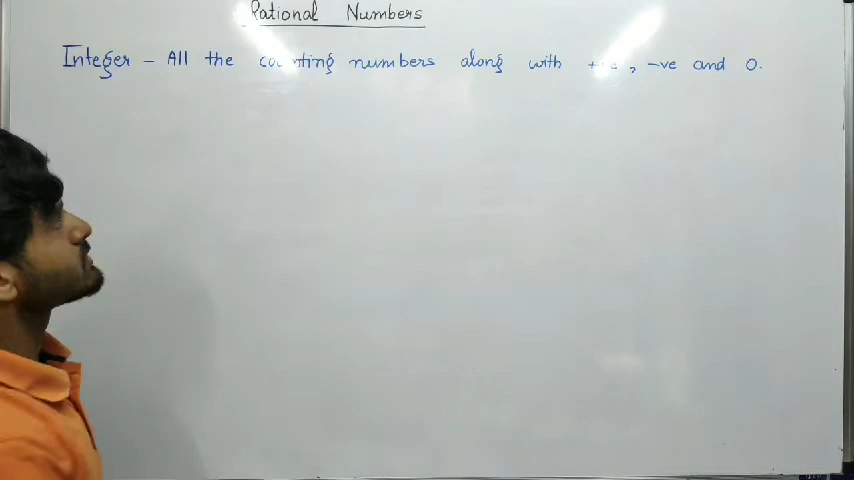 Rational Numbers
Integer - All the counting numbers along with +ve, -ve and 0.